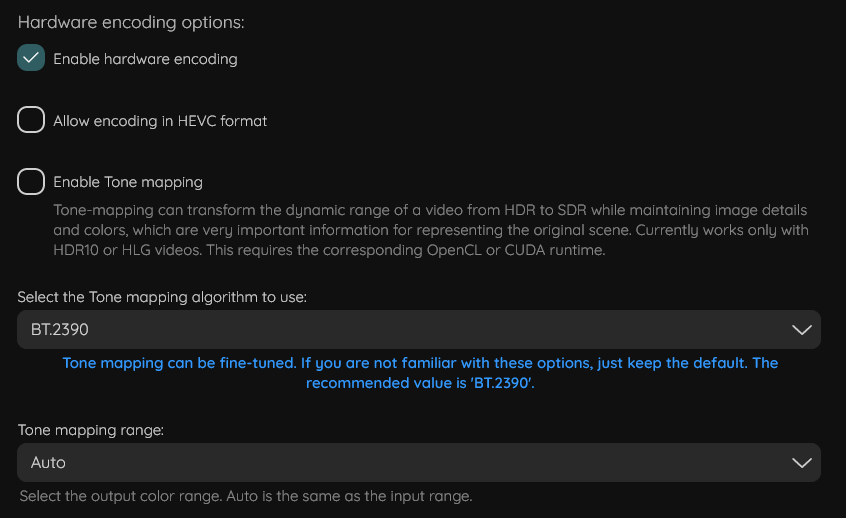 Hardware encoding options:
Enable hardware encoding
Allow encoding in HEVC format
Enable Tone mapping
Tone-mapping can transform the dynamic range of a video from HDR to SDR while maintaining image details
and colors, which are very important information for representing the original scene. Currently works only with
HDR10 or HLG videos. This requires the corresponding OpenCL or CUDA runtime.
Select the Tone mapping algorithm to use:
BT.2390
Tone mapping can be fine-tuned. If you are not familiar with these options, just keep the default. The
recommended value is 'BT.2390'.
Tone mapping range:
Auto
Select the output color range. Auto is the same as the input range.